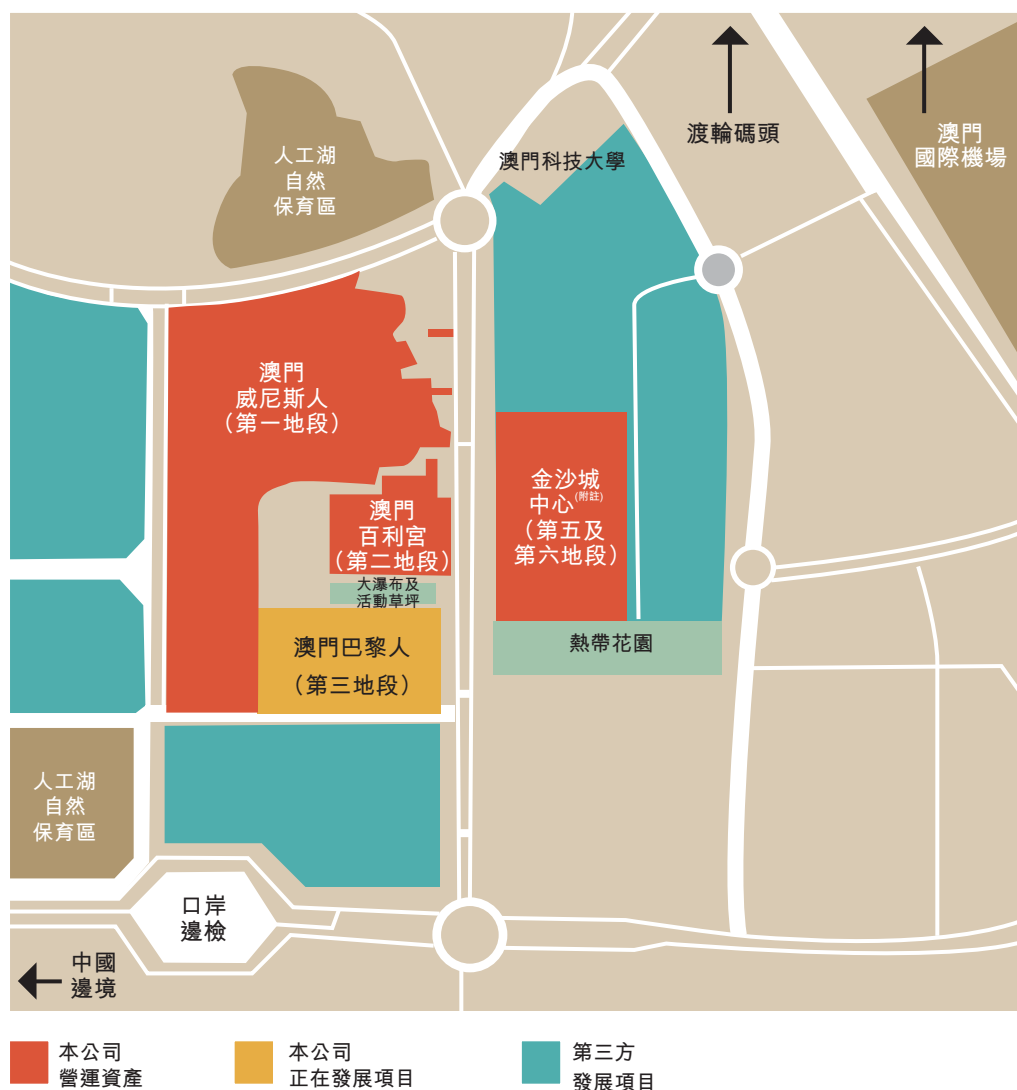 渡輪碼頭
澳門
國際機場
人工湖
自然
保育區
澳門科技大學
澳門
威尼斯人
（第一地段）
金沙城
中心(附註)
（第五及
第六地段）
澳門
百利宮
（第二地段）
大瀑布及
活動草坪
澳門巴黎人
（第三地段）
熱帶花園
人工湖
自然
保育區
口岸
邊檢
中國
邊境
本公司
營運資產
本公司
正在發展項目
第三方
發展項目